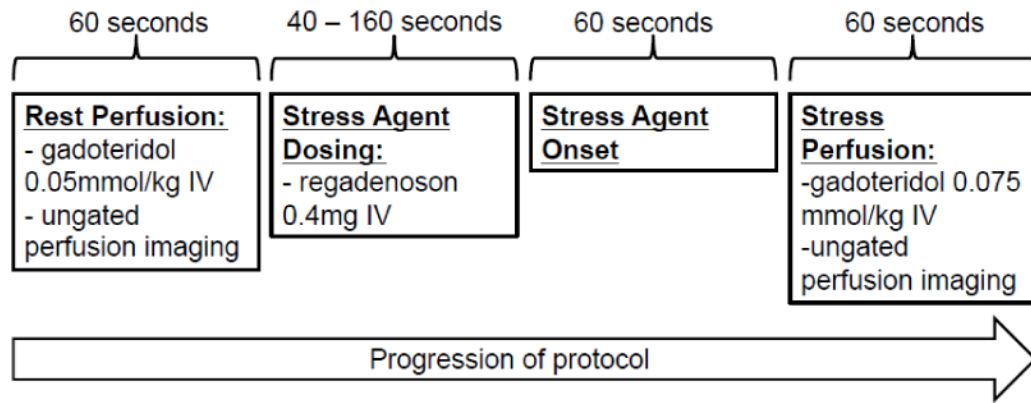 60 seconds
40 – 160 seconds
60 seconds
60 seconds
Rest Perfusion:
- gadoteridol
0.05mmol/kg IV
- ungated
perfusion imaging
Stress Agent
Dosing:
- regadenoson
0.4mg IV
Stress Agent
Onset
Stress
Perfusion:
-gadoteridol 0.075
mmol/kg IV
-ungated
perfusion imaging
Progression of protocol